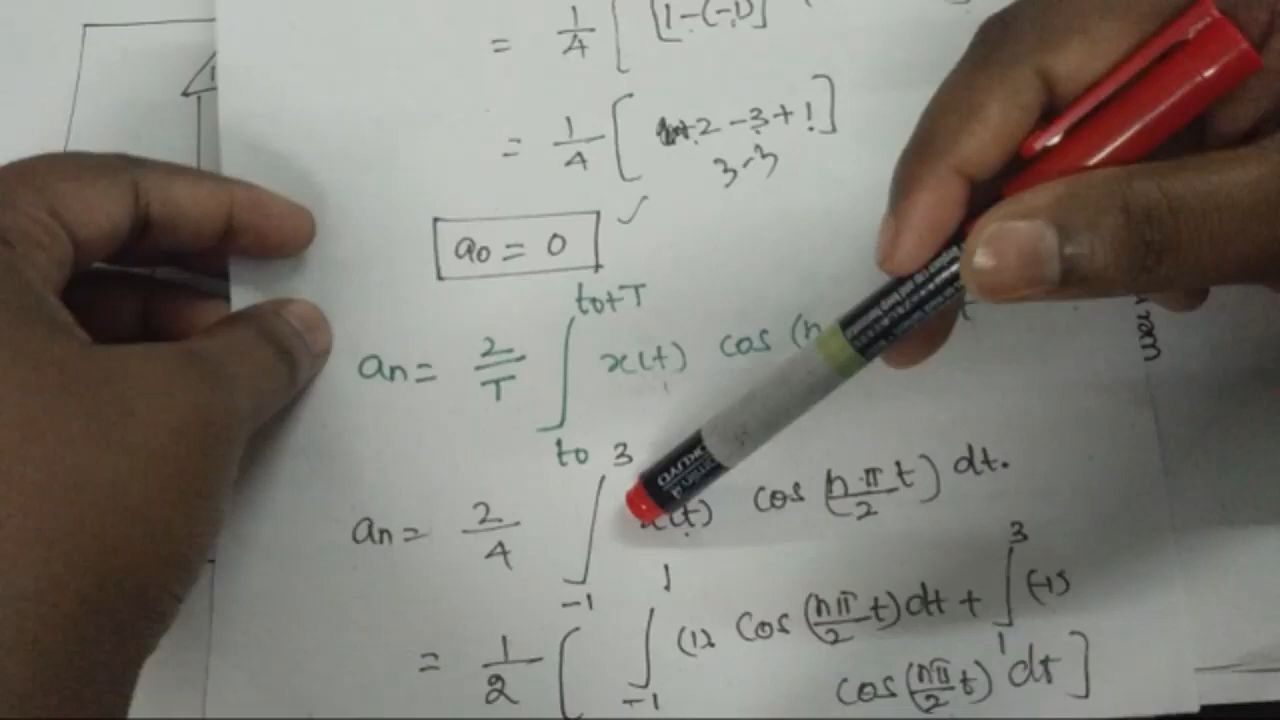 = 1/4 [ [1-(-1)]
= 1/4 [ +2 -3+1]
3-3
a0 = 0 ✓
an = 2/T ∫ t0 t0+T x(t) cos (n
an = 2/4 ∫ -1 3 x(t) cos (nπ/2 t) dt.
= 1/2 [ ∫ -1 1 (1) cos (nπ/2 t) dt + ∫ 1 3 (-1)
cos (nπ/2 t) dt ]
KOKUYO